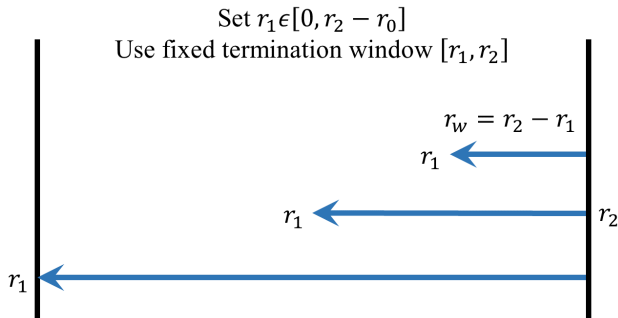 Set r₁ϵ[0, r₂ − r₀]
Use fixed termination window [r₁, r₂]
r_w = r₂ − r₁
r₁
r₁
r₂
r₁